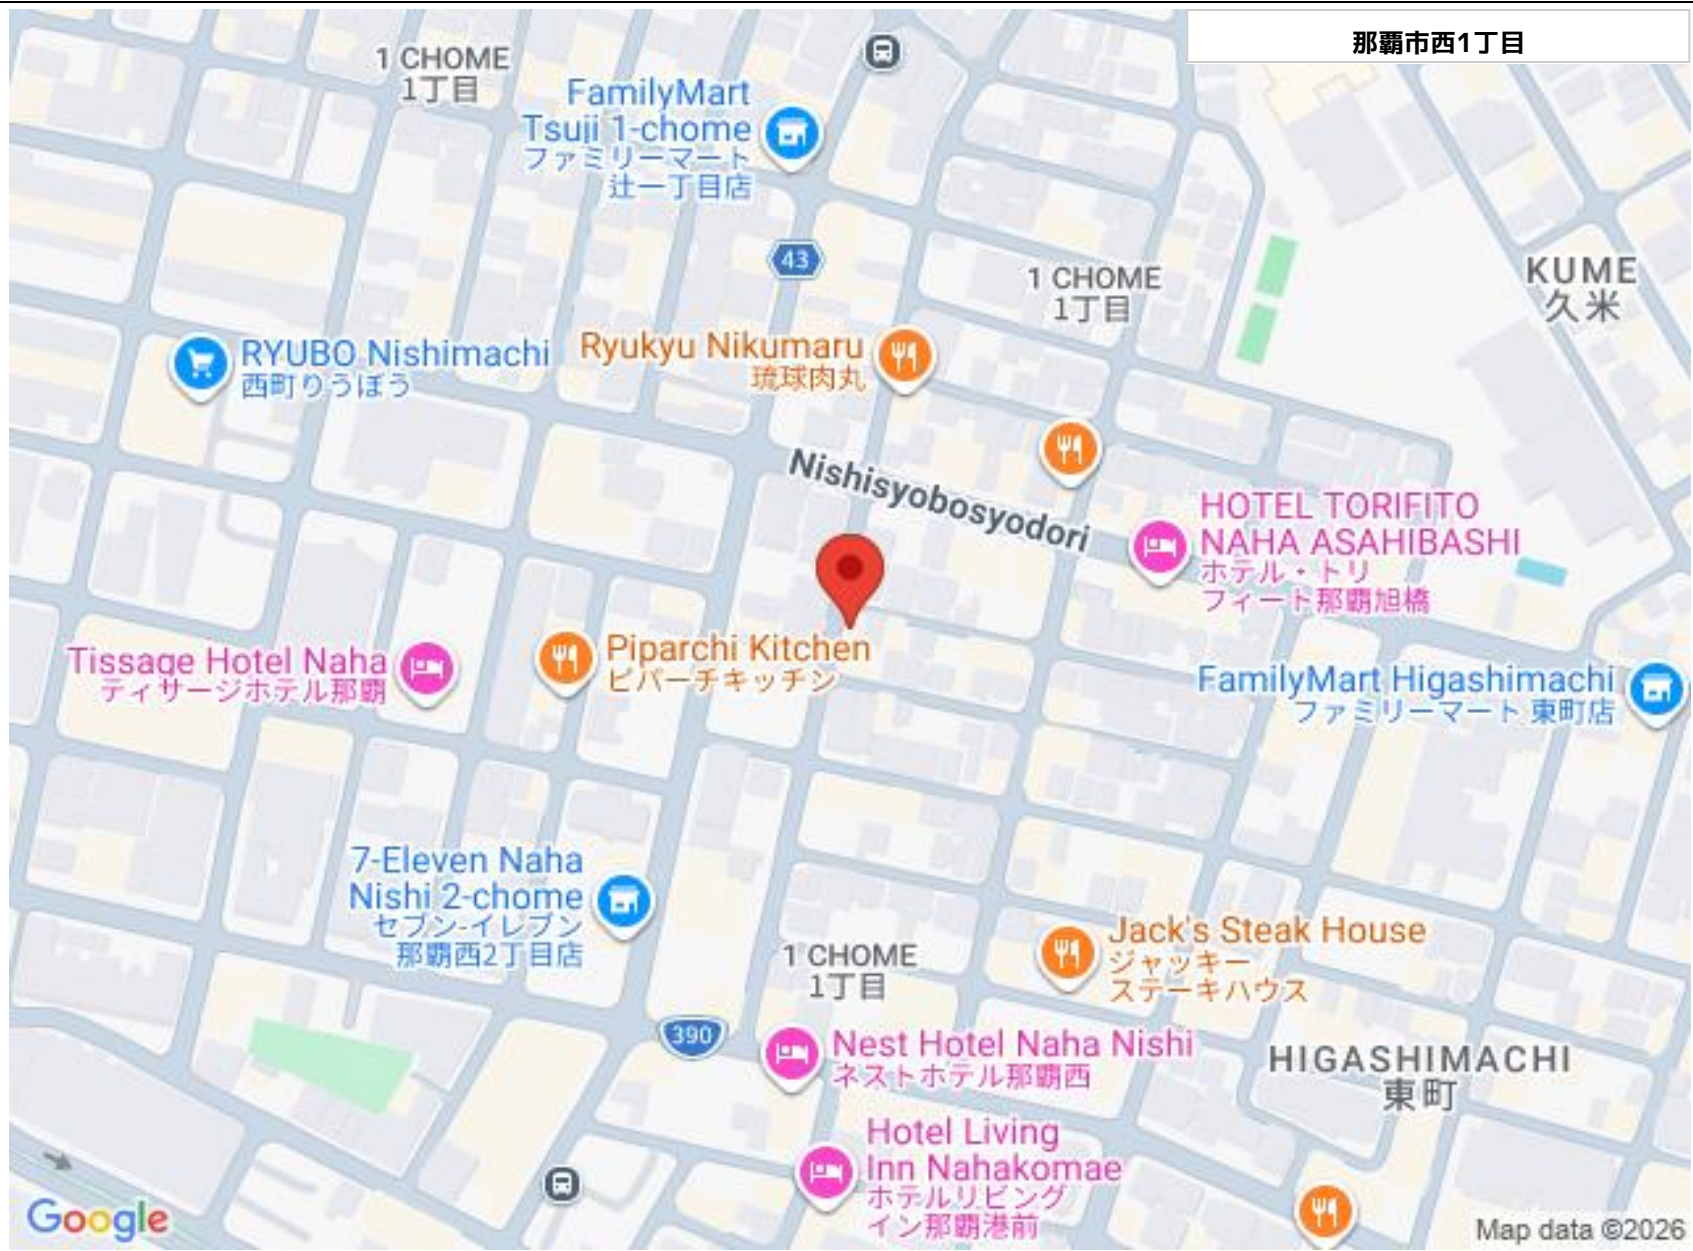 那覇市西1丁目
1 CHOME
1丁目
FamilyMart
Tsuji 1-chome
ファミリーマート
辻一丁目店
43
1 CHOME
1丁目
KUME
久米
RYUBO Nishimachi
西町りうぼう
Ryukyu Nikumaru
琉球肉丸
Nishisyobosyodori
HOTEL TORIFITO
NAHA ASAHIBASHI
ホテル・トリ
フィート那覇旭橋
Tissage Hotel Naha
ティサージホテル那覇
Piparchi Kitchen
ピパーチキッチン
FamilyMart Higashimachi
ファミリーマート 東町店
7-Eleven Naha
Nishi 2-chome
セブン-イレブン
那覇西2丁目店
1 CHOME
1丁目
Jack's Steak House
ジャッキー
ステーキハウス
390
Nest Hotel Naha Nishi
ネストホテル那覇西
HIGASHIMACHI
東町
Hotel Living
Inn Nahakomae
ホテルリビング
イン那覇港前
Google
Map data ©2026